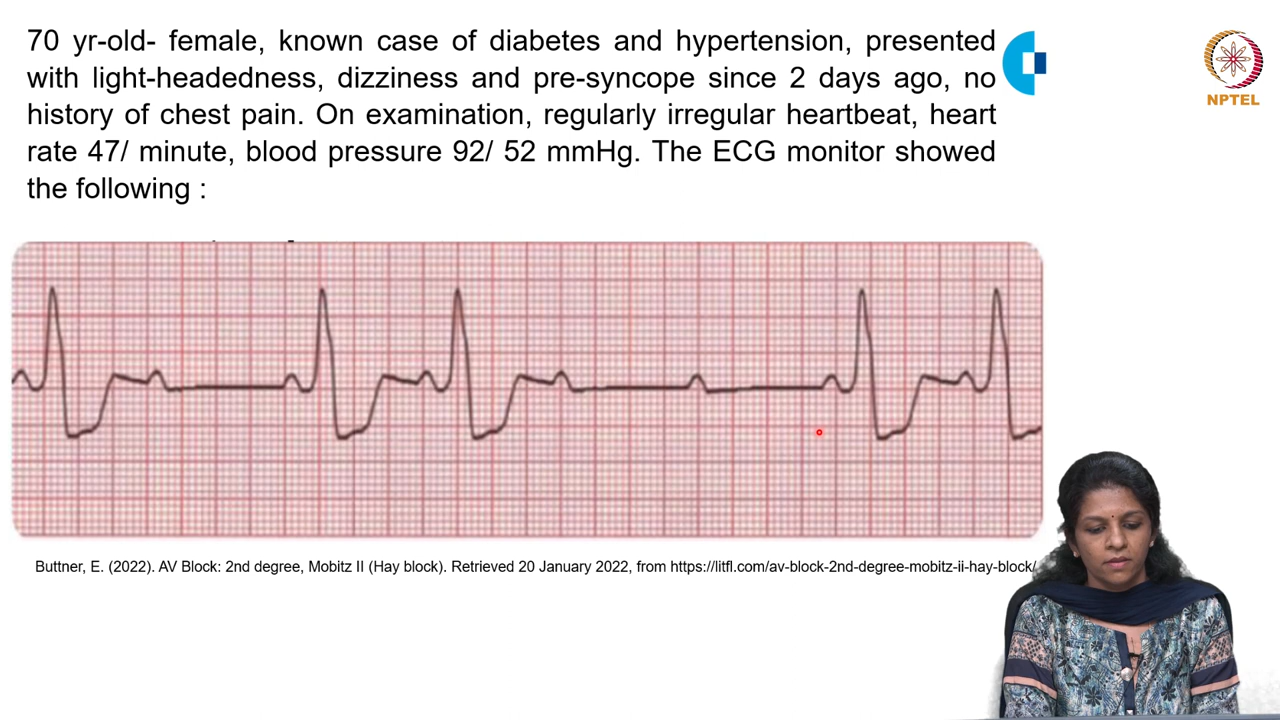 70 yr-old- female, known case of diabetes and hypertension, presented
with light-headedness, dizziness and pre-syncope since 2 days ago, no
history of chest pain. On examination, regularly irregular heartbeat, heart
rate 47/ minute, blood pressure 92/ 52 mmHg. The ECG monitor showed
the following :
NPTEL
Buttner, E. (2022). AV Block: 2nd degree, Mobitz II (Hay block). Retrieved 20 January 2022, from https://litfl.com/av-block-2nd-degree-mobitz-ii-hay-block/